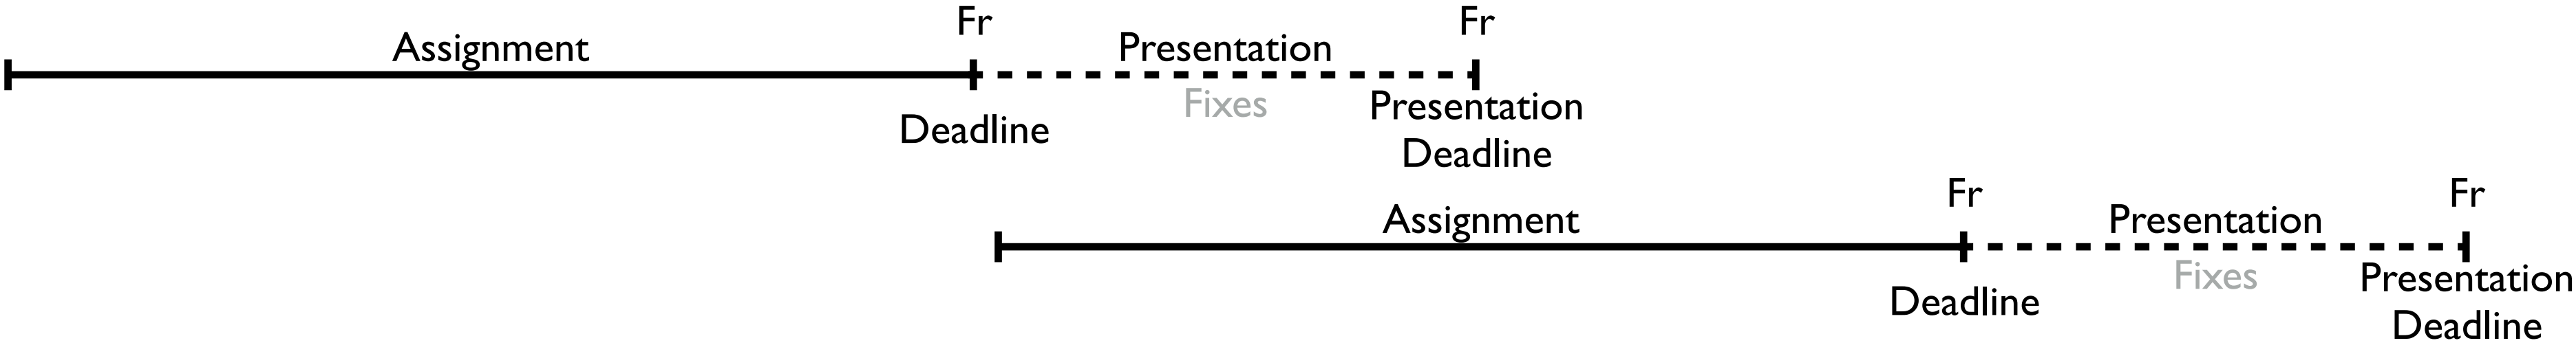 Fr
Fr
Assignment
Presentation
Fixes
Presentation
Deadline
Deadline
Fr
Fr
Assignment
Presentation
Fixes
Presentation
Deadline
Deadline